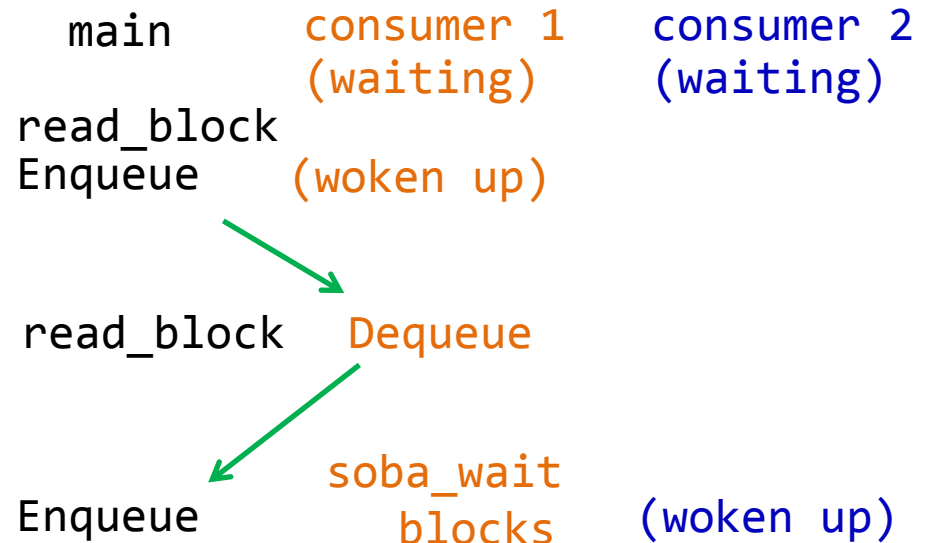 main consumer 1 consumer 2
(waiting) (waiting)
read_block
Enqueue (woken up)
read_block Dequeue
soba_wait
Enqueue blocks (woken up)